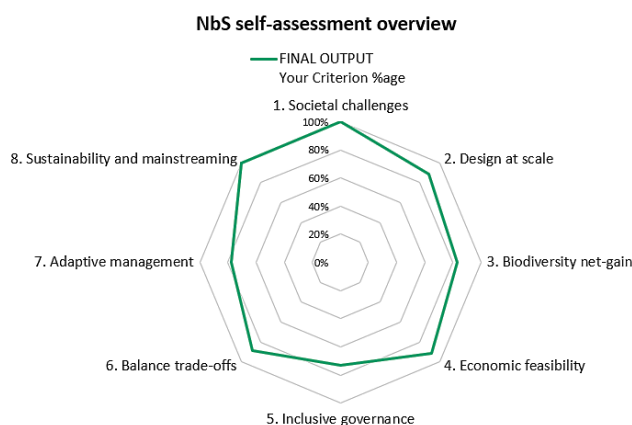 NbS self-assessment overview
FINAL OUTPUT
Your Criterion %age
1. Societal challenges
100%
80%
60%
40%
20%
0%
2. Design at scale
3. Biodiversity net-gain
4. Economic feasibility
5. Inclusive governance
6. Balance trade-offs
7. Adaptive management
8. Sustainability and mainstreaming